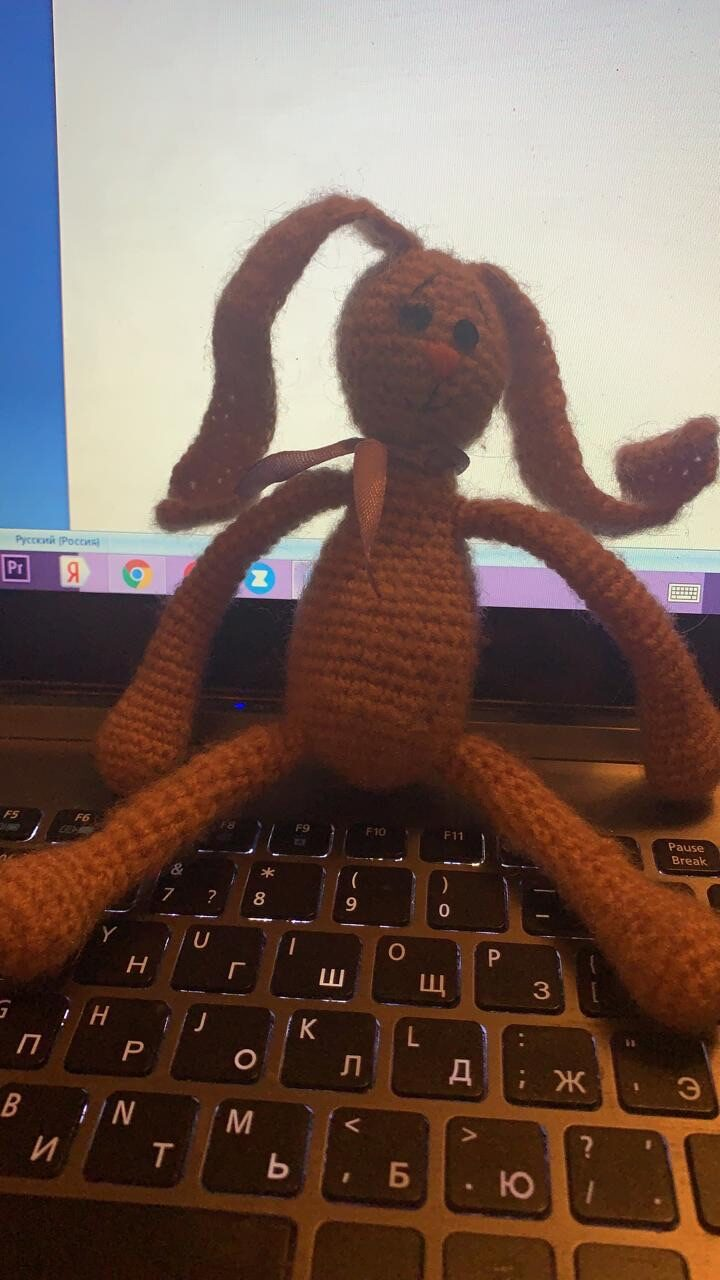 Русский (Россия)
Pr Я
F5 F6 F8 F9 F10 F11 Pause Break
& 7 ? * 8 ( 9 ) 0 _ -
Y Н U Г I Ш O Щ P З { [
G П H Р J О K Л L Д : ; Ж " ' Э
B И N Т M Ь < , Б > . Ю ? / , .